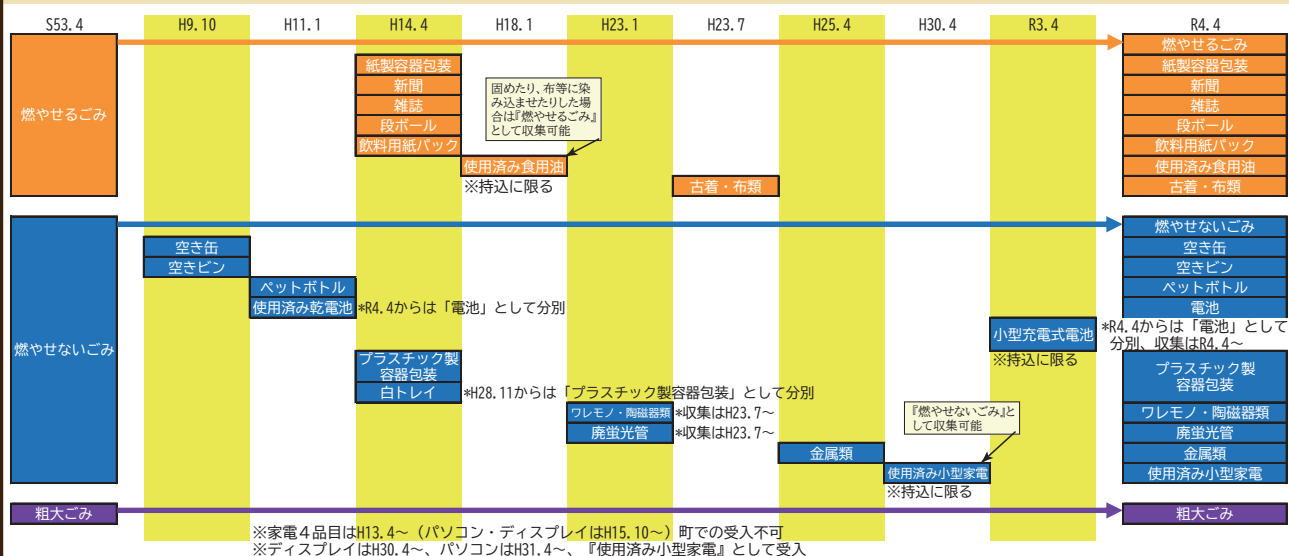 S53.4 H9.10 H11.1 H14.4 H18.1 H23.1 H23.7 H25.4 H30.4 R3.4 R4.4
燃やせるごみ
紙製容器包装
新聞
雑誌
段ボール
飲料用紙パック
固めたり、布等に染
み込ませたりした場
合は『燃やせるごみ』
として収集可能
使用済み食用油
※持込に限る
古着・布類
燃やせるごみ
紙製容器包装
新聞
雑誌
段ボール
飲料用紙パック
使用済み食用油
古着・布類
燃やせないごみ
空き缶
空きビン
ペットボトル
使用済み乾電池 *R4.4からは「電池」として分別
プラスチック製
容器包装
白トレイ *H28.11からは「プラスチック製容器包装」として分別
ワレモノ・陶磁器類 *収集はH23.7～
廃蛍光管 *収集はH23.7～
金属類
『燃やせないごみ』と
して収集可能
使用済み小型家電
※持込に限る
小型充電式電池
※持込に限る
*R4.4からは「電池」として
分別、収集はR4.4～
燃やせないごみ
空き缶
空きビン
ペットボトル
電池
プラスチック製
容器包装
ワレモノ・陶磁器類
廃蛍光管
金属類
使用済み小型家電
粗大ごみ
粗大ごみ
※家電４品目はH13.4～（パソコン・ディスプレイはH15.10～）町での受入不可
※ディスプレイはH30.4～、パソコンはH31.4～、『使用済み小型家電』として受入